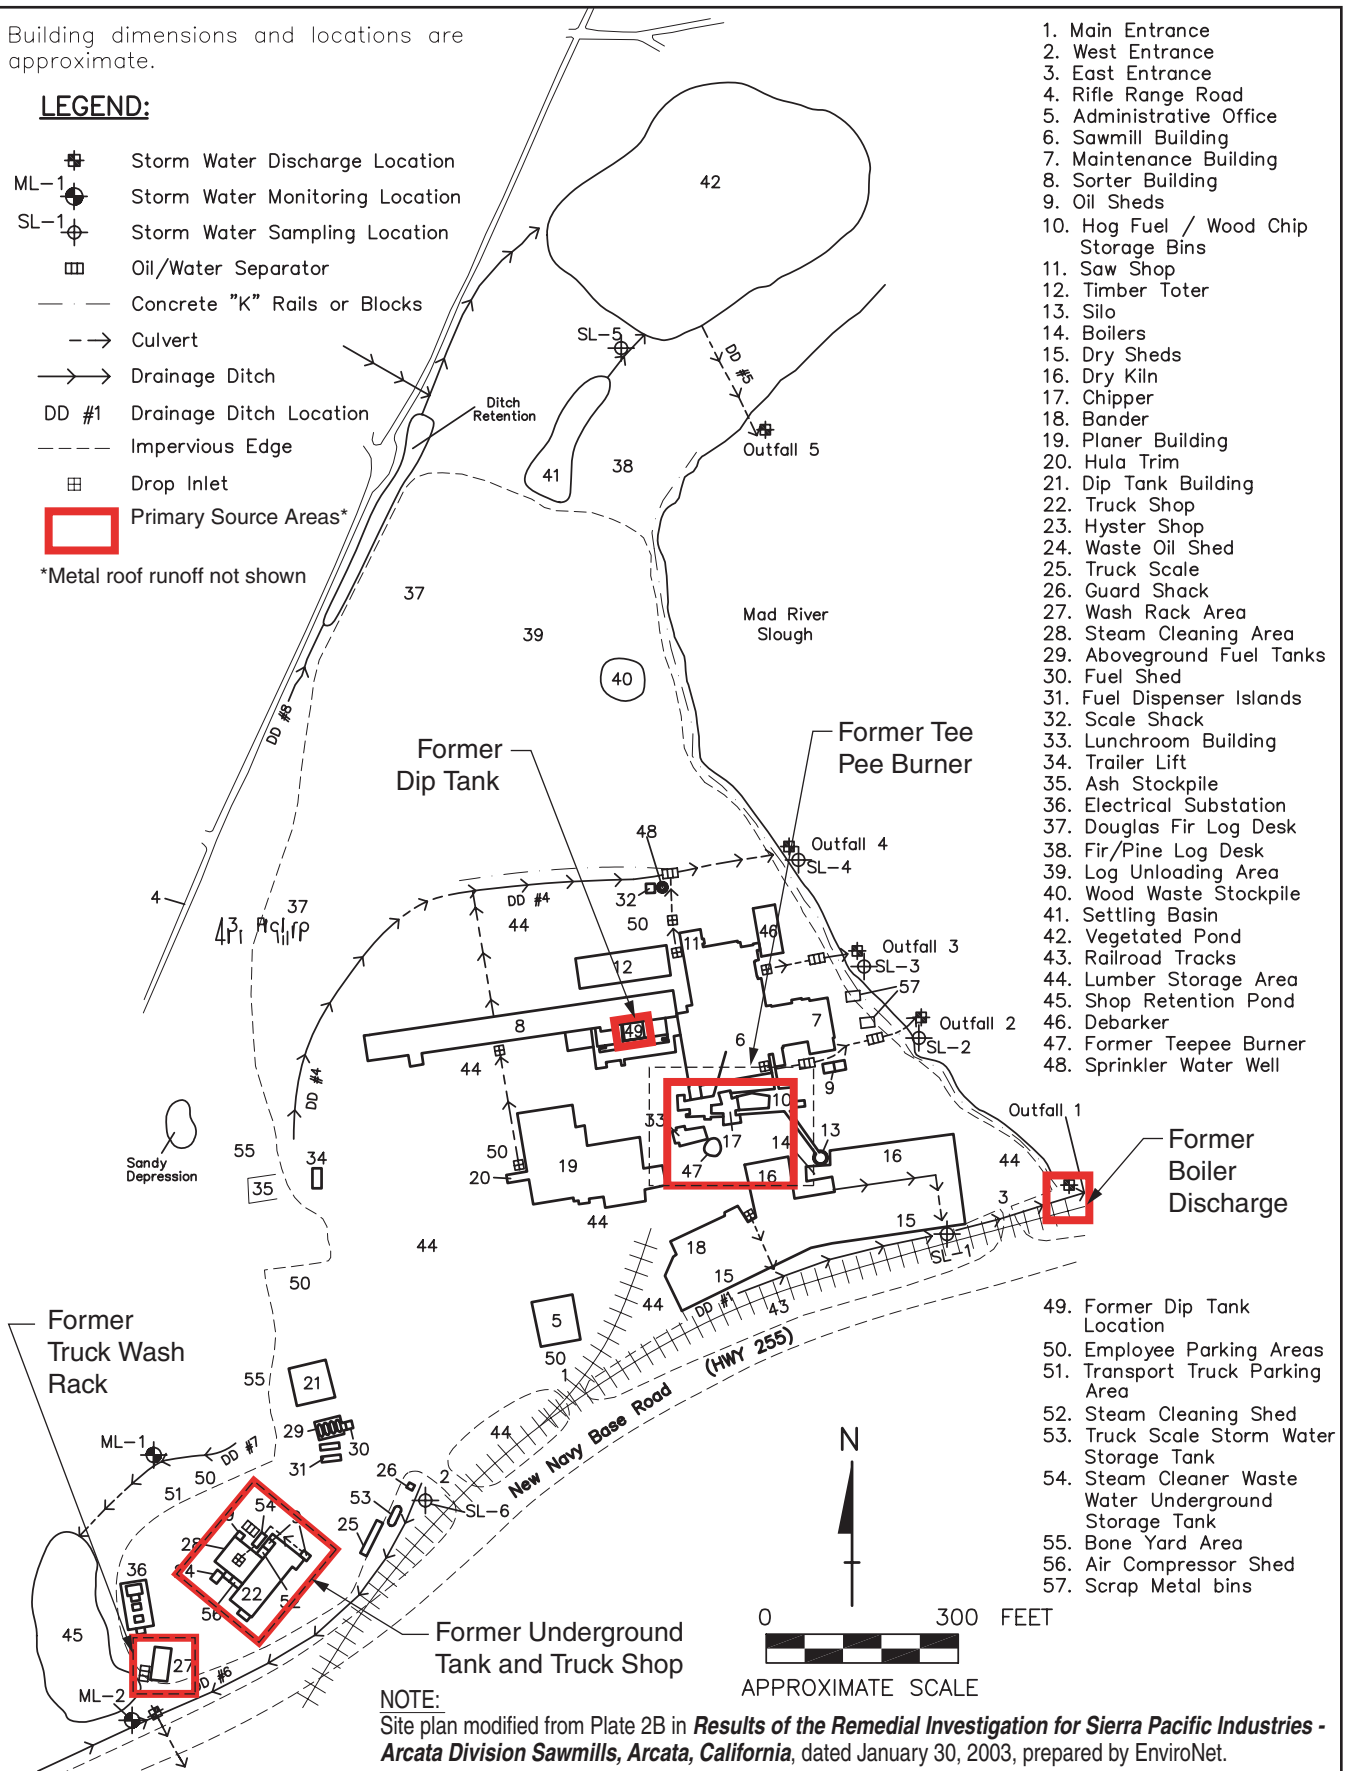 Building dimensions and locations are
approximate.
LEGEND:
Storm Water Discharge Location
ML-1
Storm Water Monitoring Location
SL-1
Storm Water Sampling Location
Oil/Water Separator
Concrete "K" Rails or Blocks
Culvert
Drainage Ditch
DD #1 Drainage Ditch Location
Impervious Edge
Drop Inlet
Primary Source Areas*
*Metal roof runoff not shown
1. Main Entrance
2. West Entrance
3. East Entrance
4. Rifle Range Road
5. Administrative Office
6. Sawmill Building
7. Maintenance Building
8. Sorter Building
9. Oil Sheds
10. Hog Fuel / Wood Chip
Storage Bins
11. Saw Shop
12. Timber Toter
13. Silo
14. Boilers
15. Dry Sheds
16. Dry Kiln
17. Chipper
18. Bander
19. Planer Building
20. Hula Trim
21. Dip Tank Building
22. Truck Shop
23. Hyster Shop
24. Waste Oil Shed
25. Truck Scale
26. Guard Shack
27. Wash Rack Area
28. Steam Cleaning Area
29. Aboveground Fuel Tanks
30. Fuel Shed
31. Fuel Dispenser Islands
32. Scale Shack
33. Lunchroom Building
34. Trailer Lift
35. Ash Stockpile
36. Electrical Substation
37. Douglas Fir Log Desk
38. Fir/Pine Log Desk
39. Log Unloading Area
40. Wood Waste Stockpile
41. Settling Basin
42. Vegetated Pond
43. Railroad Tracks
44. Lumber Storage Area
45. Shop Retention Pond
46. Debarker
47. Former Teepee Burner
48. Sprinkler Water Well
49. Former Dip Tank
Location
50. Employee Parking Areas
51. Transport Truck Parking
Area
52. Steam Cleaning Shed
53. Truck Scale Storm Water
Storage Tank
54. Steam Cleaner Waste
Water Underground
Storage Tank
55. Bone Yard Area
56. Air Compressor Shed
57. Scrap Metal bins
42
SL-5
DD #5
Outfall 5
Ditch
Retention
41
38
37
39
40
Mad River
Slough
DD #8
Former
Dip Tank
Former Tee
Pee Burner
48
Outfall 4
SL-4
4
37
43
DD #4
32
44
50
11
46
12
Outfall 3
SL-3
57
8
49
7
6
Outfall 2
SL-2
44
9
10
DD #4
33
17
13
14
Outfall 1
Sandy
Depression
55
34
35
50
20
19
47
16
16
44
3
Former
Boiler
Discharge
44
44
18
15
15
SL-1
50
44
DD #1
43
5
50
1
(HWY 255)
New Navy Base Road
Former
Truck Wash
Rack
55
21
29
30
31
ML-1
DD #7
50
51
44
2
26
53
SL-6
25
54
28
22
56
52
36
45
27
DD #6
ML-2
Former Underground
Tank and Truck Shop
N
0 300 FEET
APPROXIMATE SCALE
NOTE:
Site plan modified from Plate 2B in Results of the Remedial Investigation for Sierra Pacific Industries -
Arcata Division Sawmills, Arcata, California, dated January 30, 2003, prepared by EnviroNet.